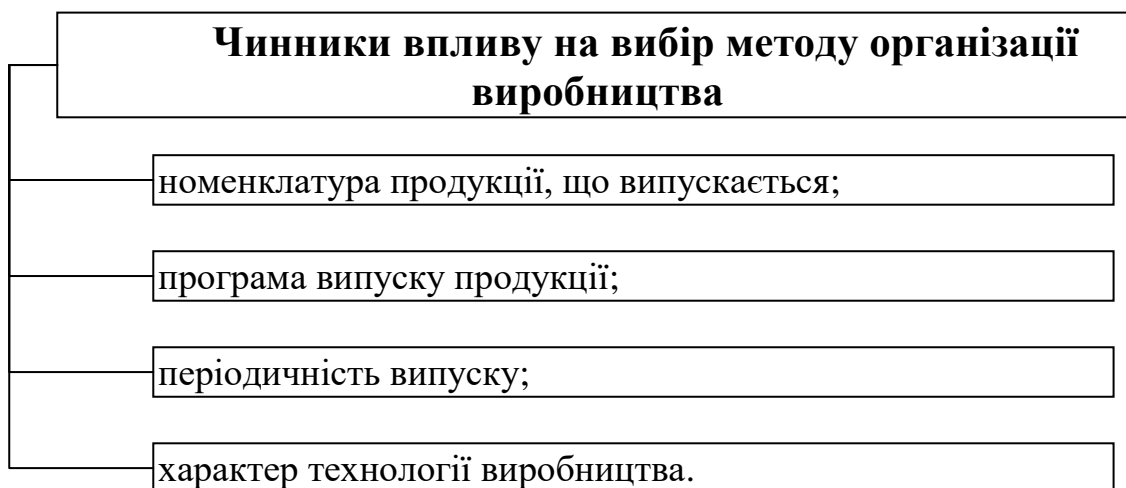 Чинники впливу на вибір методу організації
виробництва
номенклатура продукції, що випускається;
програма випуску продукції;
періодичність випуску;
характер технології виробництва.